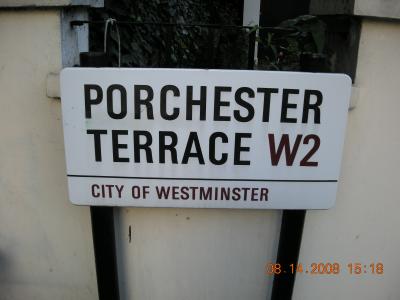 PORCHESTER
TERRACE W2
CITY OF WESTMINSTER
08.14.2008 15:18